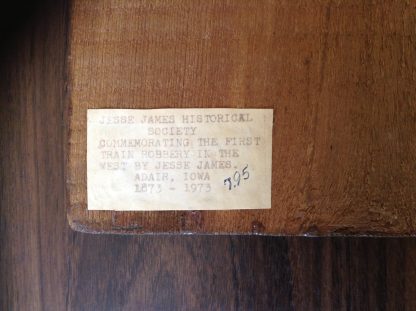 JESSE JAMES HISTORICAL
SOCIETY
COMMEMORATING THE FIRST
TRAIN ROBBERY IN THE
WEST BY JESSE JAMES.
ADAIR, IOWA
1873 - 1973
7.95